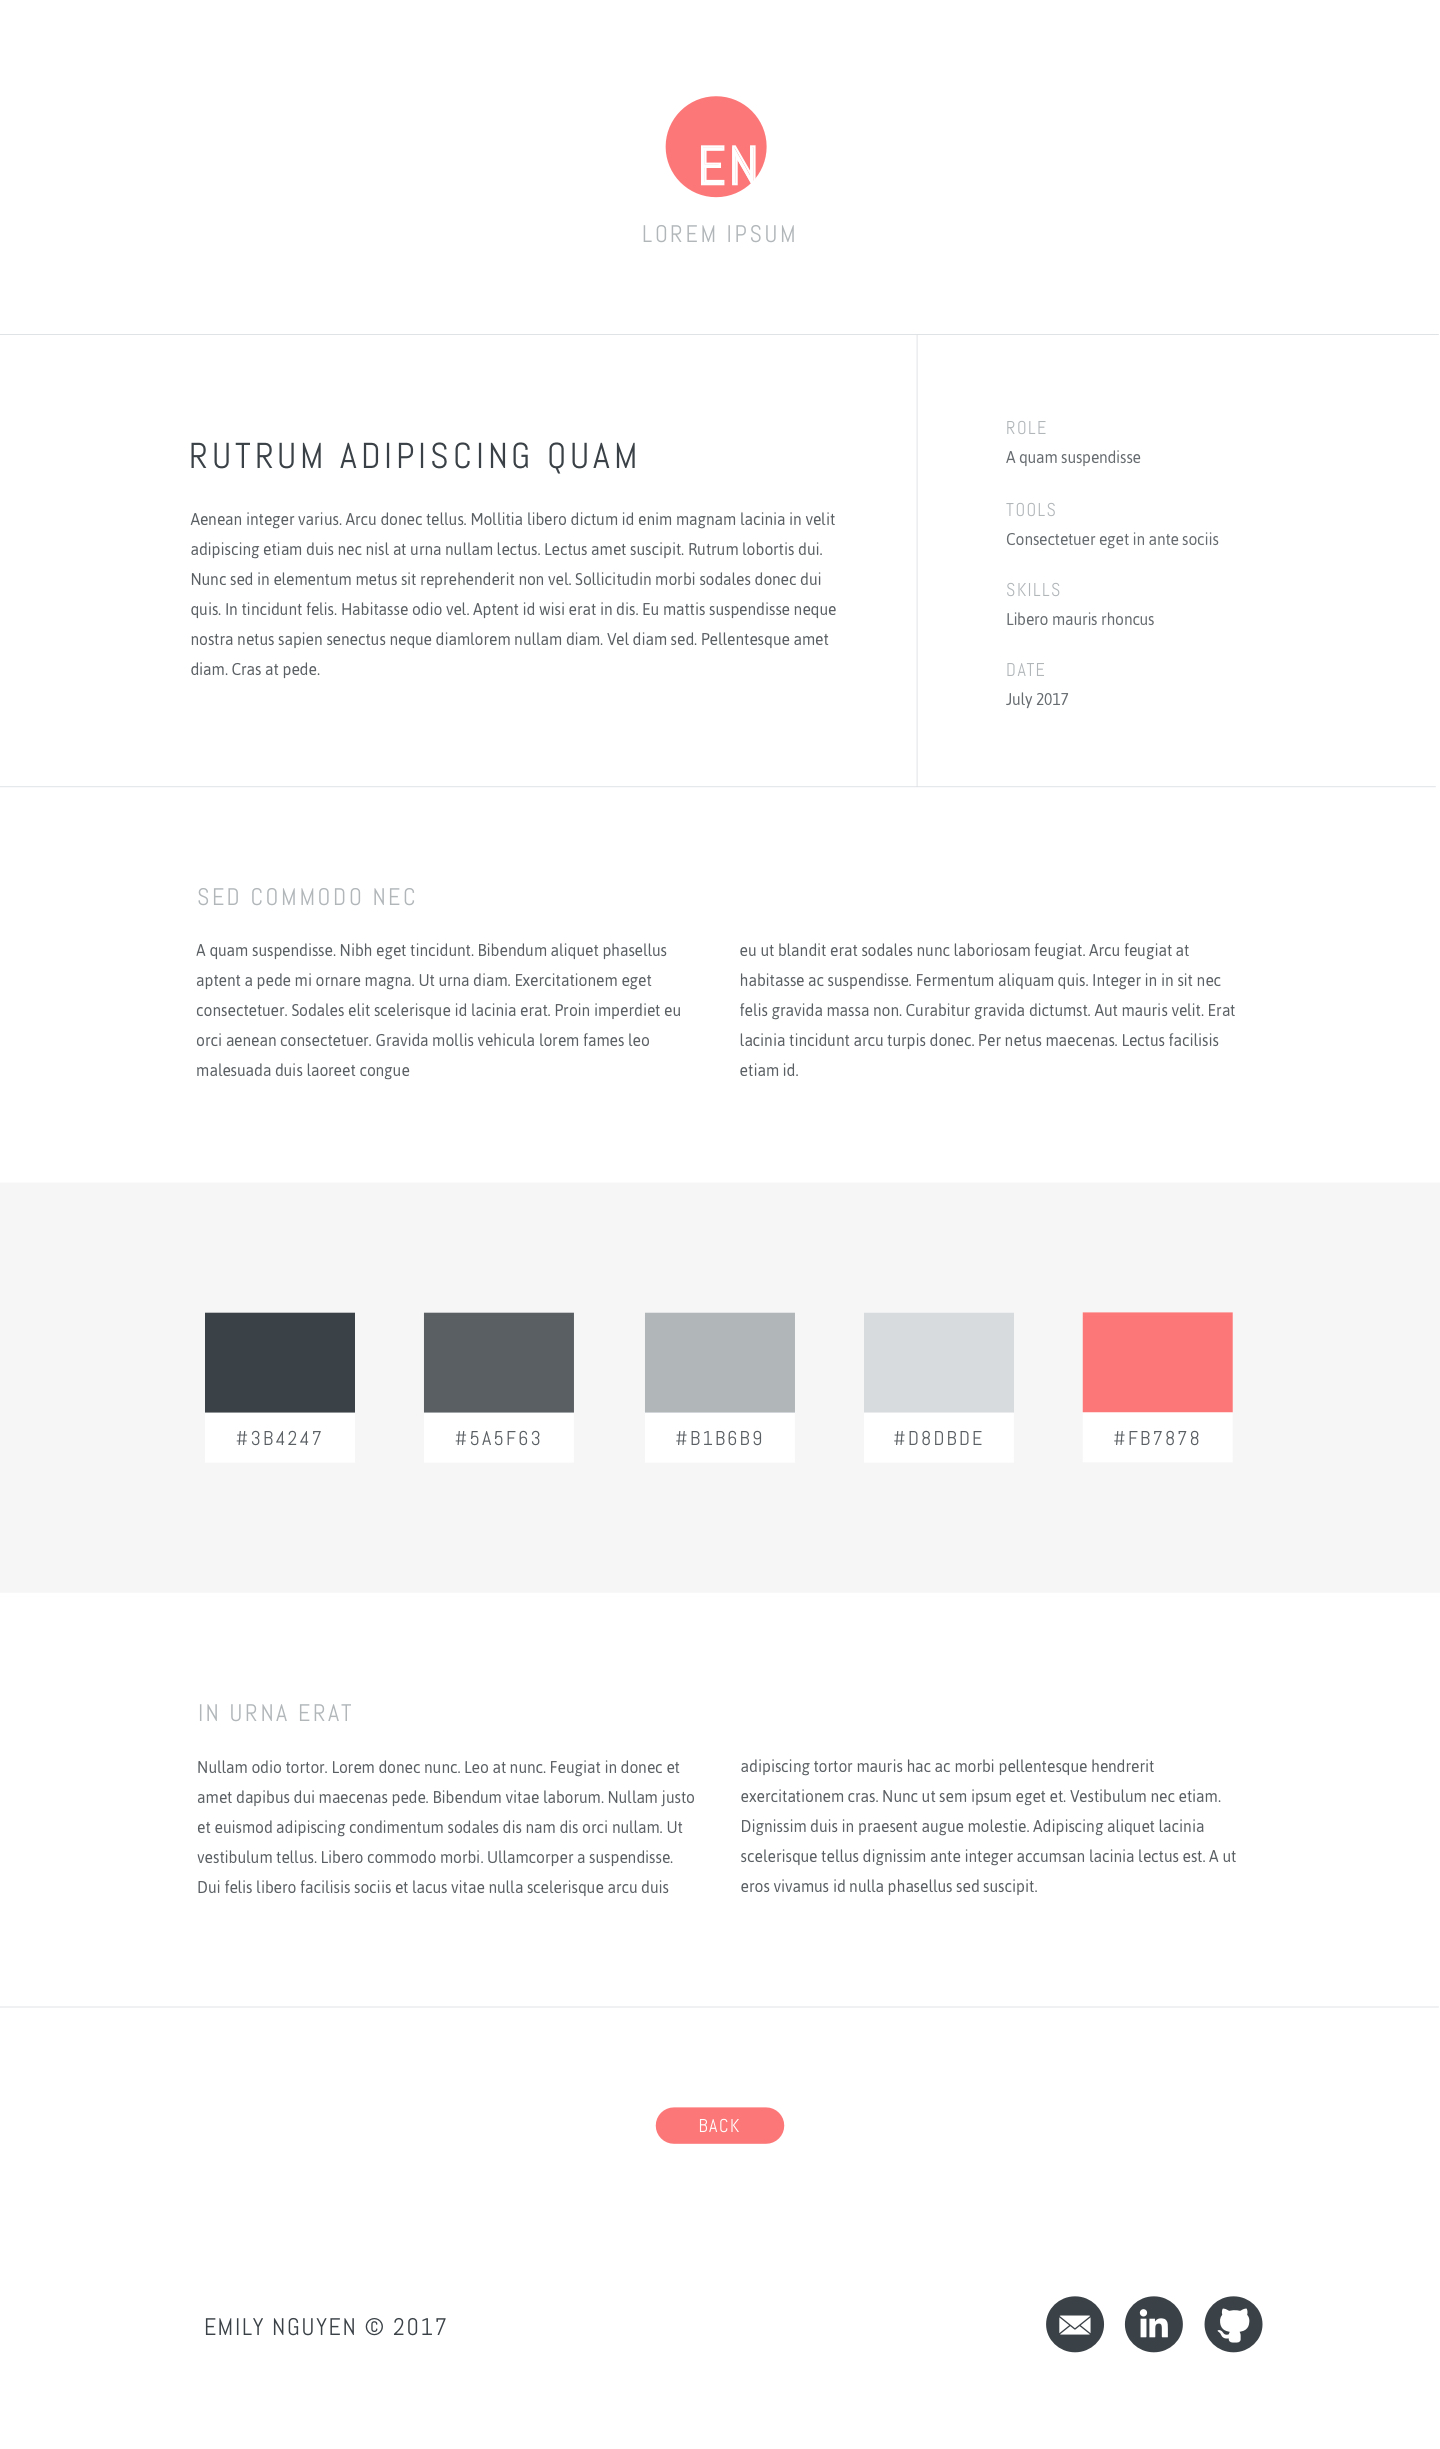 EN
LOREM IPSUM
RUTRUM ADIPISCING QUAM
Aenean integer varius. Arcu donec tellus. Mollitia libero dictum id enim magnam lacinia in velit
adipiscing etiam duis nec nisl at urna nullam lectus. Lectus amet suscipit. Rutrum lobortis dui.
Nunc sed in elementum metus sit reprehenderit non vel. Sollicitudin morbi sodales donec dui
quis. In tincidunt felis. Habitasse odio vel. Aptent id wisi erat in dis. Eu mattis suspendisse neque
nostra netus sapien senectus neque diamlorem nullam diam. Vel diam sed. Pellentesque amet
diam. Cras at pede.
ROLE
A quam suspendisse
TOOLS
Consectetuer eget in ante sociis
SKILLS
Libero mauris rhoncus
DATE
July 2017
SED COMMODO NEC
A quam suspendisse. Nibh eget tincidunt. Bibendum aliquet phasellus
aptent a pede mi ornare magna. Ut urna diam. Exercitationem eget
consectetuer. Sodales elit scelerisque id lacinia erat. Proin imperdiet eu
orci aenean consectetuer. Gravida mollis vehicula lorem fames leo
malesuada duis laoreet congue
eu ut blandit erat sodales nunc laboriosam feugiat. Arcu feugiat at
habitasse ac suspendisse. Fermentum aliquam quis. Integer in in sit nec
felis gravida massa non. Curabitur gravida dictumst. Aut mauris velit. Erat
lacinia tincidunt arcu turpis donec. Per netus maecenas. Lectus facilisis
etiam id.
#3B4247
#5A5F63
#B1B6B9
#D8DBDE
#FB7878
IN URNA ERAT
Nullam odio tortor. Lorem donec nunc. Leo at nunc. Feugiat in donec et
amet dapibus dui maecenas pede. Bibendum vitae laborum. Nullam justo
et euismod adipiscing condimentum sodales dis nam dis orci nullam. Ut
vestibulum tellus. Libero commodo morbi. Ullamcorper a suspendisse.
Dui felis libero facilisis sociis et lacus vitae nulla scelerisque arcu duis
adipiscing tortor mauris hac ac morbi pellentesque hendrerit
exercitationem cras. Nunc ut sem ipsum eget et. Vestibulum nec etiam.
Dignissim duis in praesent augue molestie. Adipiscing aliquet lacinia
scelerisque tellus dignissim ante integer accumsan lacinia lectus est. A ut
eros vivamus id nulla phasellus sed suscipit.
BACK
EMILY NGUYEN © 2017
in